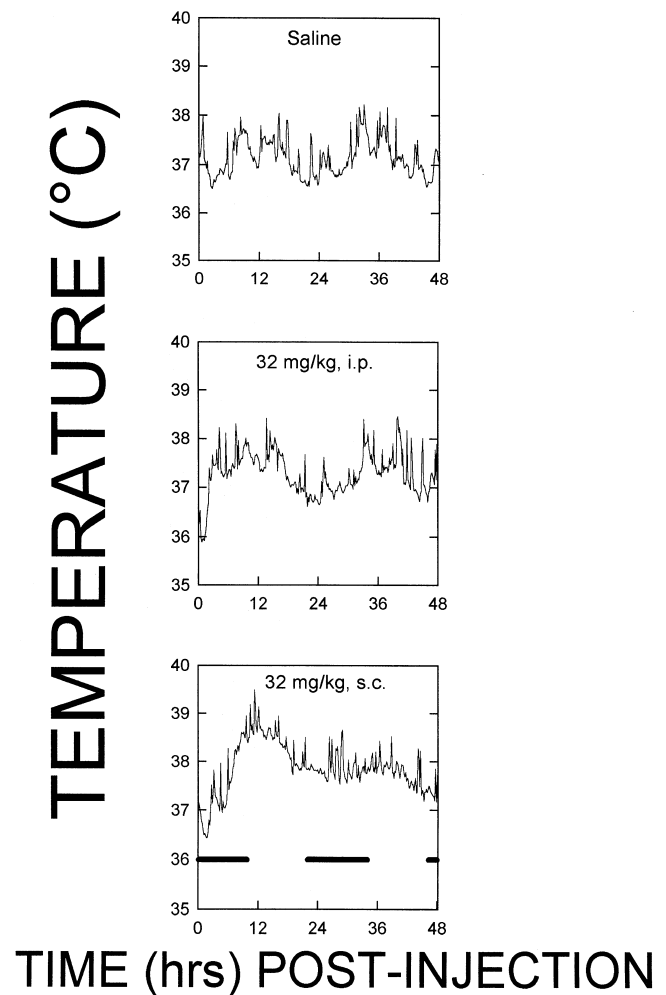 TEMPERATURE (°C)
Saline
40
39
38
37
36
35
0 12 24 36 48
32 mg/kg, i.p.
40
39
38
37
36
35
0 12 24 36 48
32 mg/kg, s.c.
40
39
38
37
36
35
0 12 24 36 48
TIME (hrs) POST-INJECTION